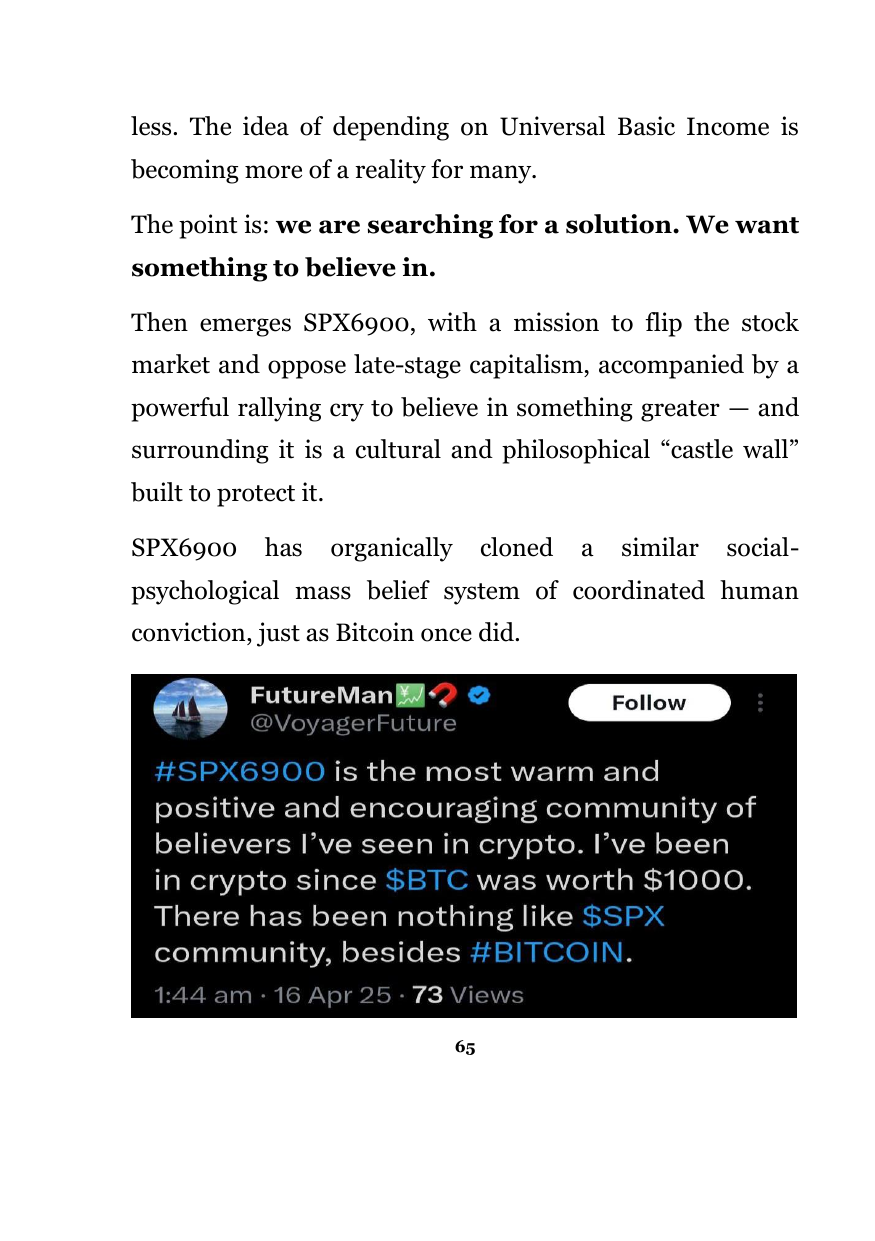 less. The idea of depending on Universal Basic Income is
becoming more of a reality for many.
The point is: we are searching for a solution. We want
something to believe in.
Then emerges SPX6900, with a mission to flip the stock
market and oppose late-stage capitalism, accompanied by a
powerful rallying cry to believe in something greater — and
surrounding it is a cultural and philosophical “castle wall”
built to protect it.
SPX6900 has organically cloned a similar social-
psychological mass belief system of coordinated human
conviction, just as Bitcoin once did.
FutureMan💹🧲
Follow
@VoyagerFuture
#SPX6900 is the most warm and
positive and encouraging community of
believers I’ve seen in crypto. I’ve been
in crypto since $BTC was worth $1000.
There has been nothing like $SPX
community, besides #BITCOIN.
1:44 am · 16 Apr 25 · 73 Views
65